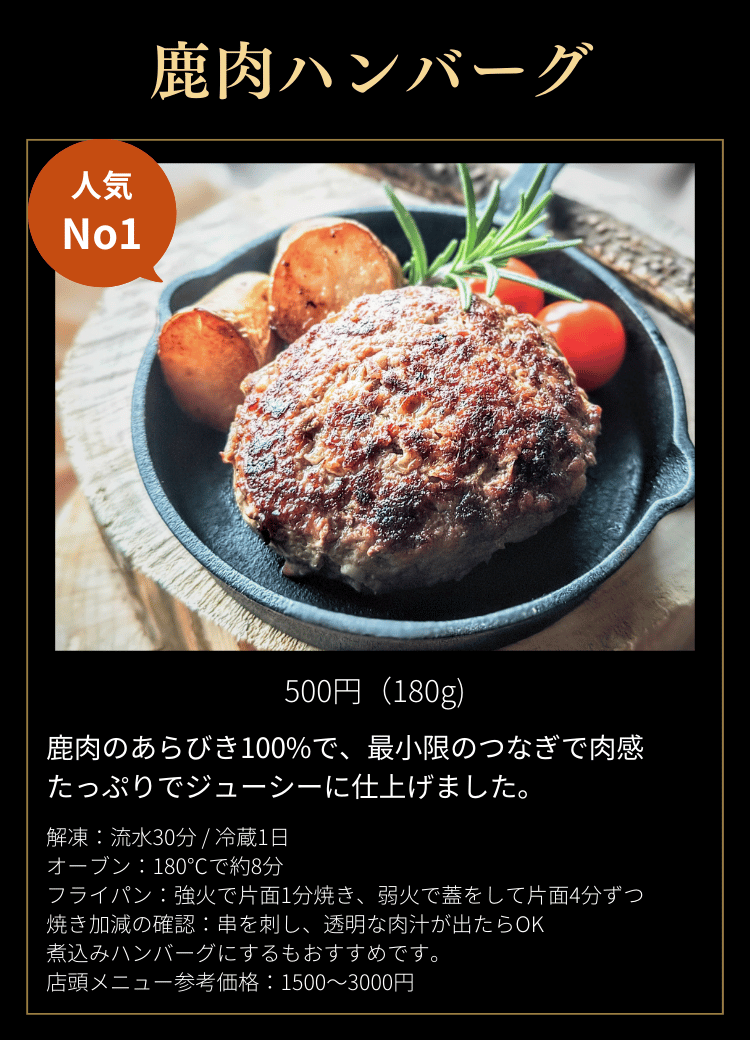 鹿肉ハンバーグ
人気
No1
500円（180g)
鹿肉のあらびき100%で、最小限のつなぎで肉感
たっぷりでジューシーに仕上げました。
解凍：流水30分 / 冷蔵1日
オーブン：180℃で約8分
フライパン：強火で片面1分焼き、弱火で蓋をして片面4分ずつ
焼き加減の確認：串を刺し、透明な肉汁が出たらOK
煮込みハンバーグにするもおすすめです。
店頭メニュー参考価格：1500〜3000円